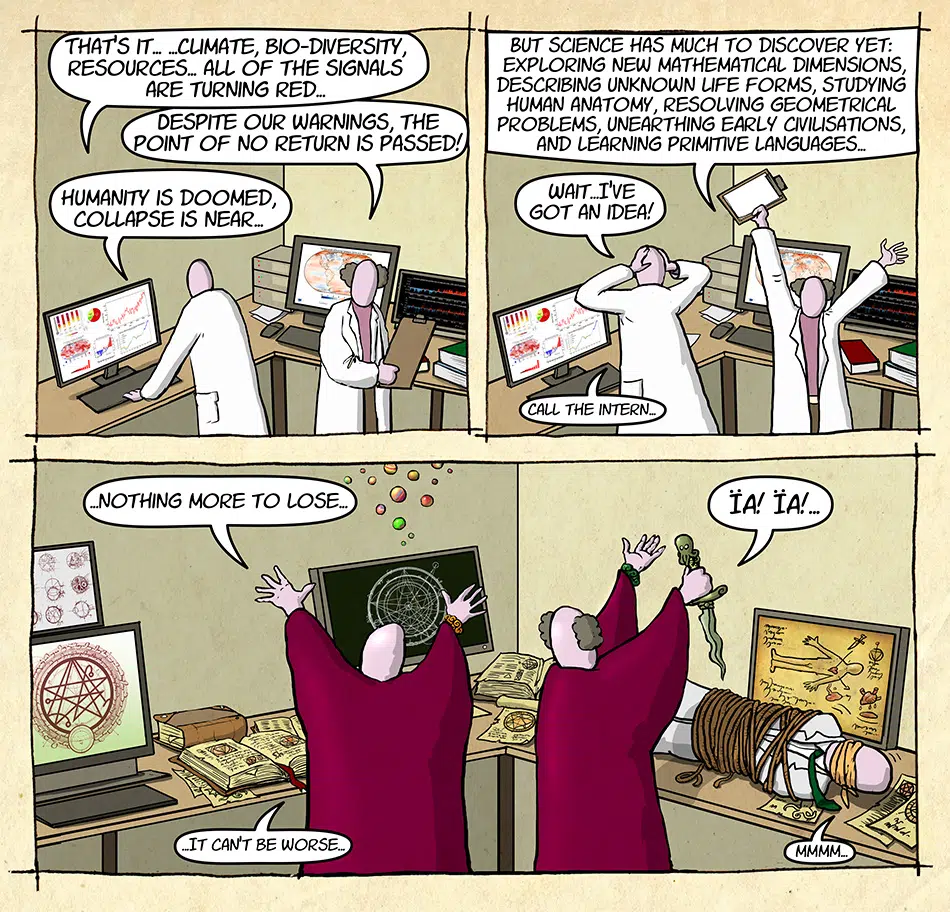 THAT'S IT... ...CLIMATE, BIO-DIVERSITY,
RESOURCES... ALL OF THE SIGNALS
ARE TURNING RED...
DESPITE OUR WARNINGS, THE
POINT OF NO RETURN IS PASSED!
HUMANITY IS DOOMED,
COLLAPSE IS NEAR...
BUT SCIENCE HAS MUCH TO DISCOVER YET:
EXPLORING NEW MATHEMATICAL DIMENSIONS,
DESCRIBING UNKNOWN LIFE FORMS, STUDYING
HUMAN ANATOMY, RESOLVING GEOMETRICAL
PROBLEMS, UNEARTHING EARLY CIVILISATIONS,
AND LEARNING PRIMITIVE LANGUAGES...
WAIT...I'VE
GOT AN IDEA!
CALL THE INTERN...
...NOTHING MORE TO LOSE...
ÏA! ÏA!...
...IT CAN'T BE WORSE...
MMMM...